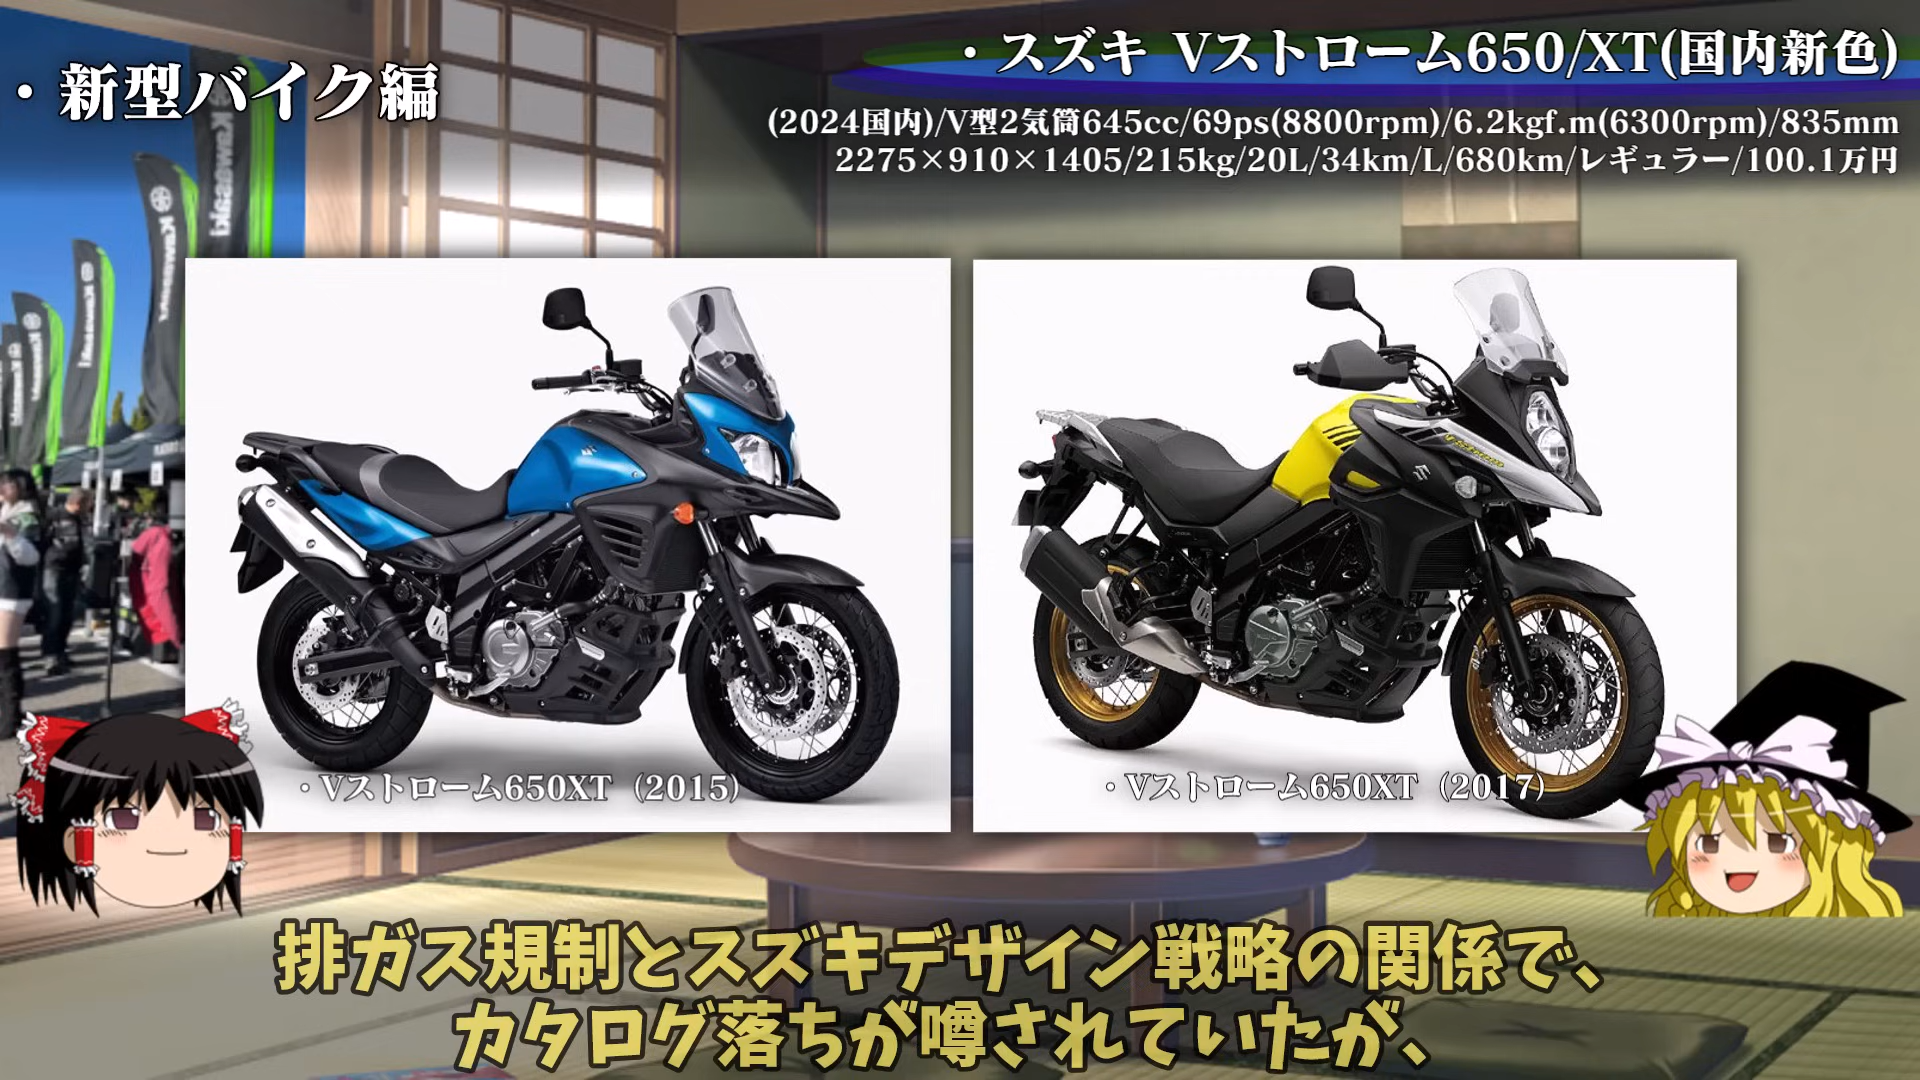 ・新型バイク編
・スズキ Vストローム650/XT(国内新色)
(2024国内)/V型2気筒645cc/69ps(8800rpm)/6.2kgf.m(6300rpm)/835mm
2275×910×1405/215kg/20L/34km/L/680km/レギュラー/100.1万円
Kawasaki
Kawasaki
Kawasaki
・Vストローム650XT（2015）
・Vストローム650XT（2017）
排ガス規制とスズキデザイン戦略の関係で、
カタログ落ちが噂されていたが、